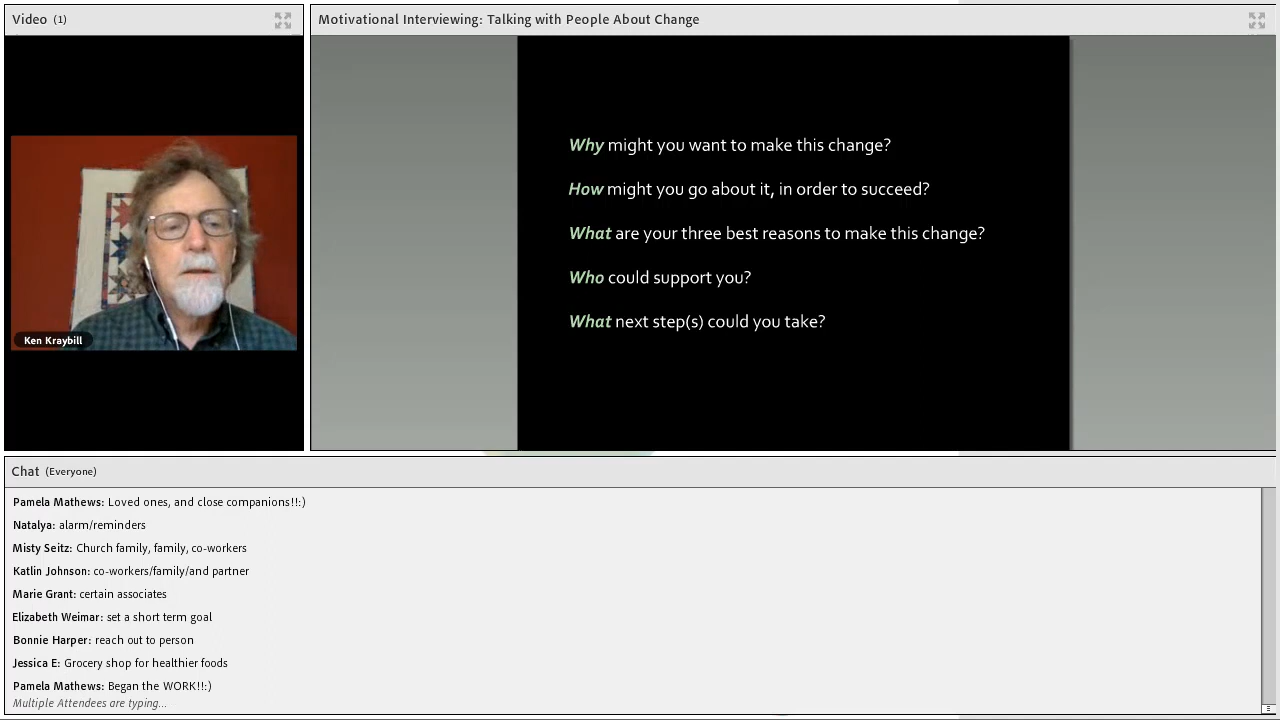 Video (1)
Motivational Interviewing: Talking with People About Change
Why might you want to make this change?
How might you go about it, in order to succeed?
What are your three best reasons to make this change?
Who could support you?
What next step(s) could you take?
Ken Kraybill
Chat (Everyone)
Pamela Mathews: Loved ones, and close companions!!:)
Natalya: alarm/reminders
Misty Seitz: Church family, family, co-workers
Katlin Johnson: co-workers/family/and partner
Marie Grant: certain associates
Elizabeth Weimar: set a short term goal
Bonnie Harper: reach out to person
Jessica E: Grocery shop for healthier foods
Pamela Mathews: Began the WORK!!:)
Multiple Attendees are typing...